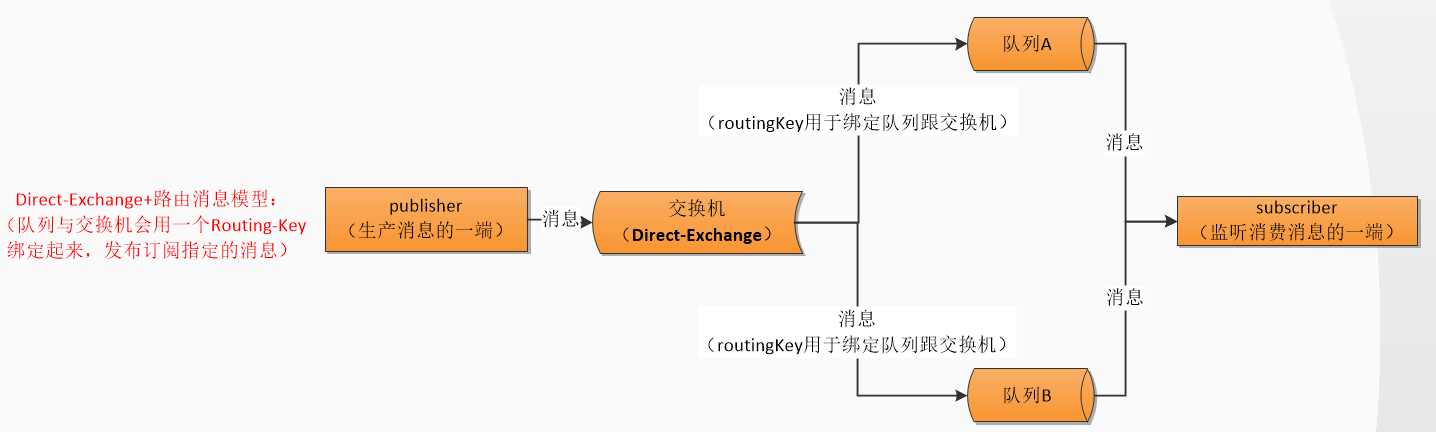 Direct-Exchange+路由消息模型：
（队列与交换机会用一个Routing-Key
绑定起来，发布订阅指定的消息）
publisher
（生产消息的一端）
消息
交换机
（Direct-Exchange）
消息
（routingKey用于绑定队列跟交换机）
队列A
消息
消息
（routingKey用于绑定队列跟交换机）
队列B
消息
subscriber
（监听消费消息的一端）